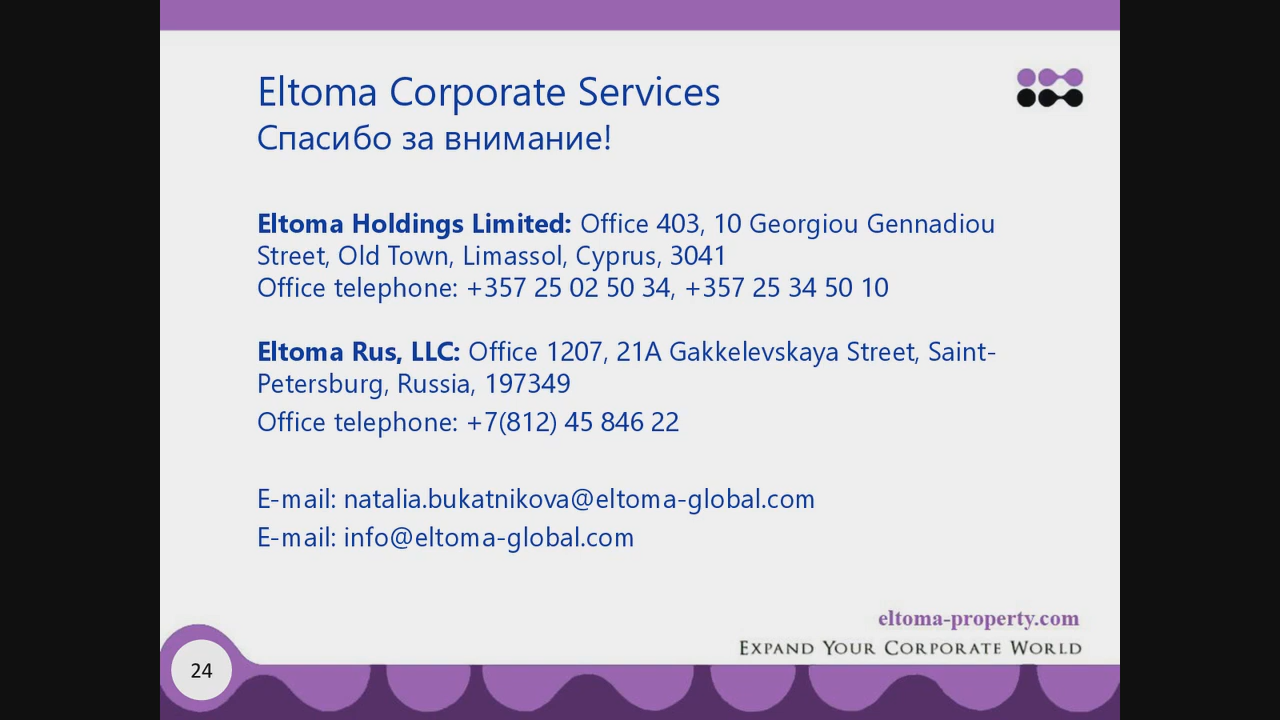 Eltoma Corporate Services
Спасибо за внимание!
Eltoma Holdings Limited: Office 403, 10 Georgiou Gennadiou
Street, Old Town, Limassol, Cyprus, 3041
Office telephone: +357 25 02 50 34, +357 25 34 50 10
Eltoma Rus, LLC: Office 1207, 21A Gakkelevskaya Street, Saint-
Petersburg, Russia, 197349
Office telephone: +7(812) 45 846 22
E-mail: natalia.bukatnikova@eltoma-global.com
E-mail: info@eltoma-global.com
eltoma-property.com
Expand Your Corporate World
24